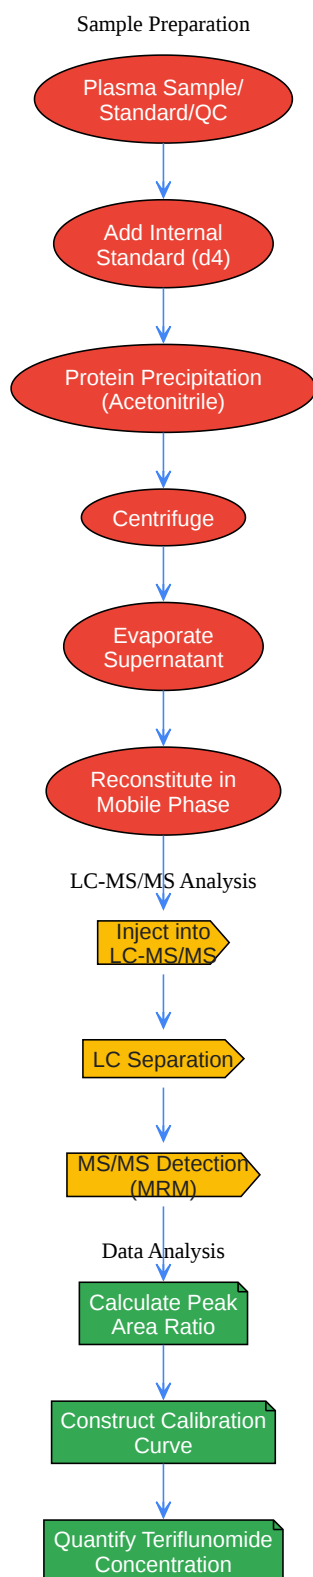 Sample Preparation
Plasma Sample/
Standard/QC
Add Internal
Standard (d4)
Protein Precipitation
(Acetonitrile)
Centrifuge
Evaporate
Supernatant
Reconstitute in
Mobile Phase
LC-MS/MS Analysis
Inject into
LC-MS/MS
LC Separation
MS/MS Detection
(MRM)
Data Analysis
Calculate Peak
Area Ratio
Construct Calibration
Curve
Quantify Teriflunomide
Concentration